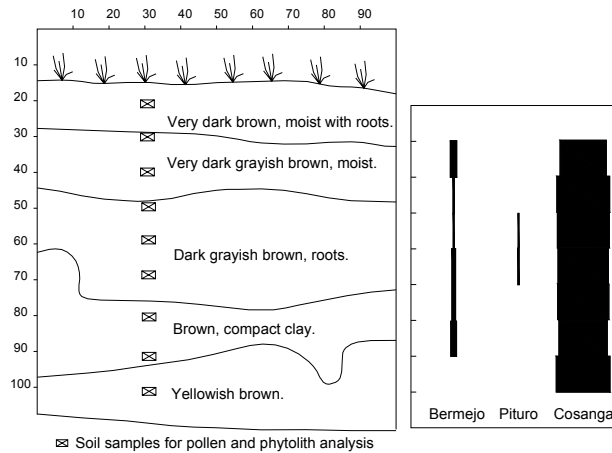 10 20 30 40 50 60 70 80 90
10
20
30
40
50
60
70
80
90
100
Very dark brown, moist with roots.
Very dark grayish brown, moist.
Dark grayish brown, roots.
Brown, compact clay.
Yellowish brown.
Soil samples for pollen and phytolith analysis
Bermejo Pituro Cosanga